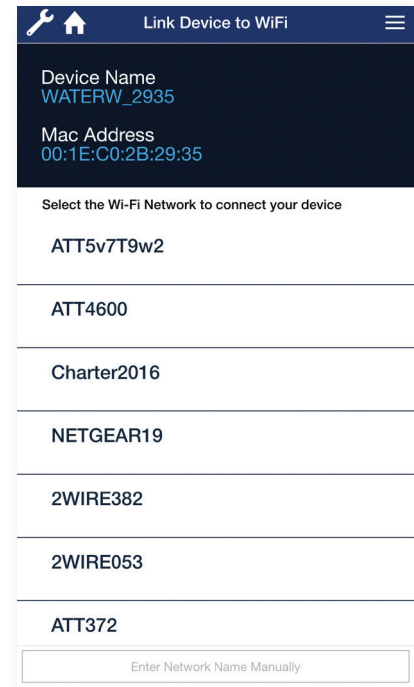 Link Device to WiFi
Device Name
WATERW_2935
Mac Address
00:1E:C0:2B:29:35
Select the Wi-Fi Network to connect your device
ATT5v7T9w2
ATT4600
Charter2016
NETGEAR19
2WIRE382
2WIRE053
ATT372
Enter Network Name Manually